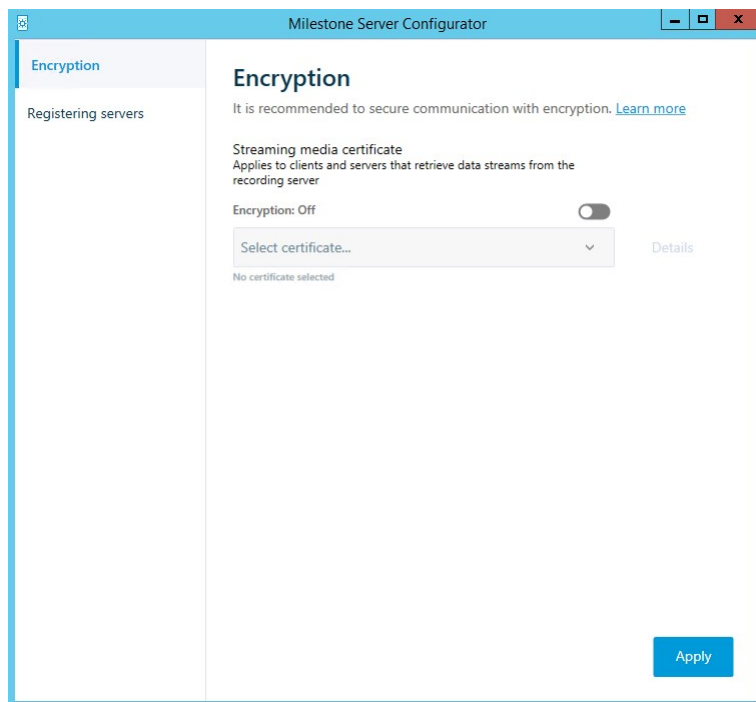 Milestone Server Configurator
Encryption
Registering servers
Encryption
It is recommended to secure communication with encryption. Learn more
Streaming media certificate
Applies to clients and servers that retrieve data streams from the
recording server
Encryption: Off
Select certificate...
Details
No certificate selected
Apply